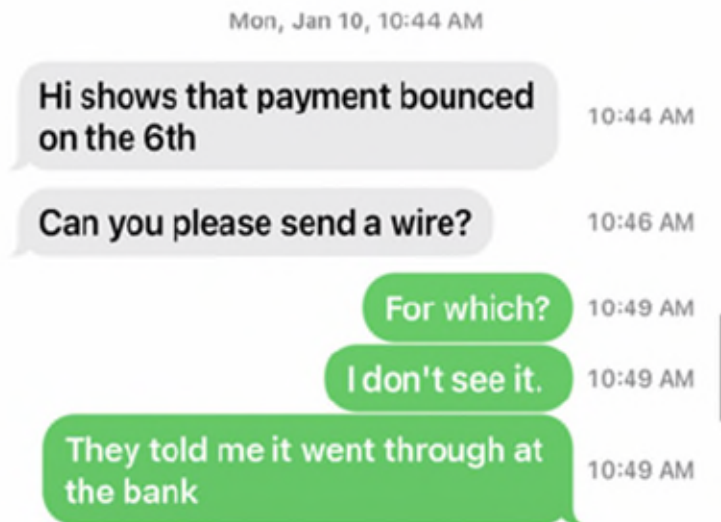 Mon, Jan 10, 10:44 AM
Hi shows that payment bounced
on the 6th
10:44 AM
Can you please send a wire?
10:46 AM
For which?
10:49 AM
I don't see it.
10:49 AM
They told me it went through at
the bank
10:49 AM